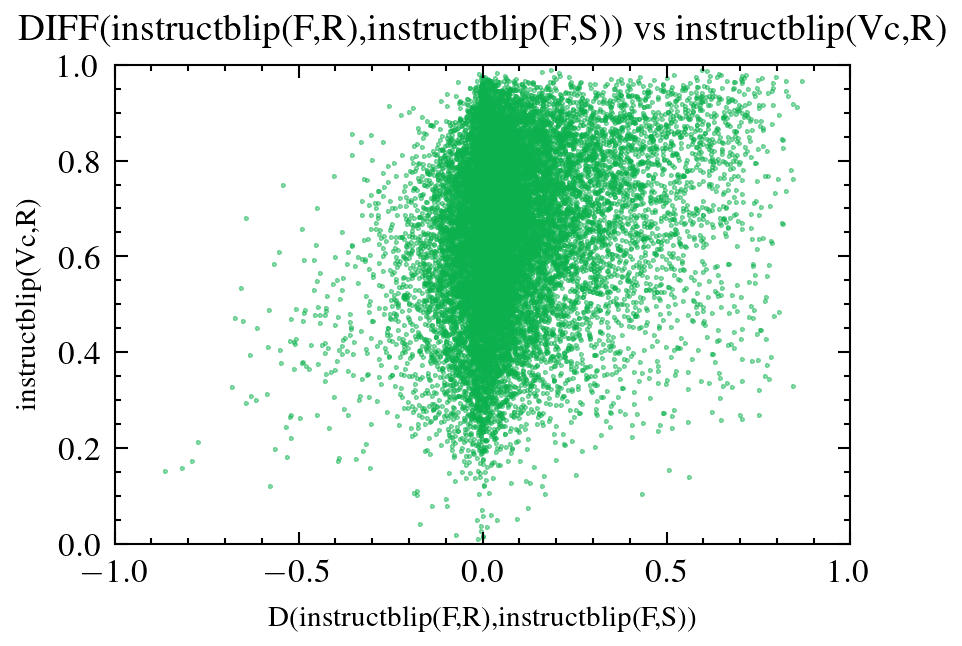 DIFF(instructblip(F,R),instructblip(F,S)) vs instructblip(Vc,R)
1.0
0.8
0.6
0.4
0.2
0.0
instructblip(Vc,R)
−1.0 −0.5 0.0 0.5 1.0
D(instructblip(F,R),instructblip(F,S))